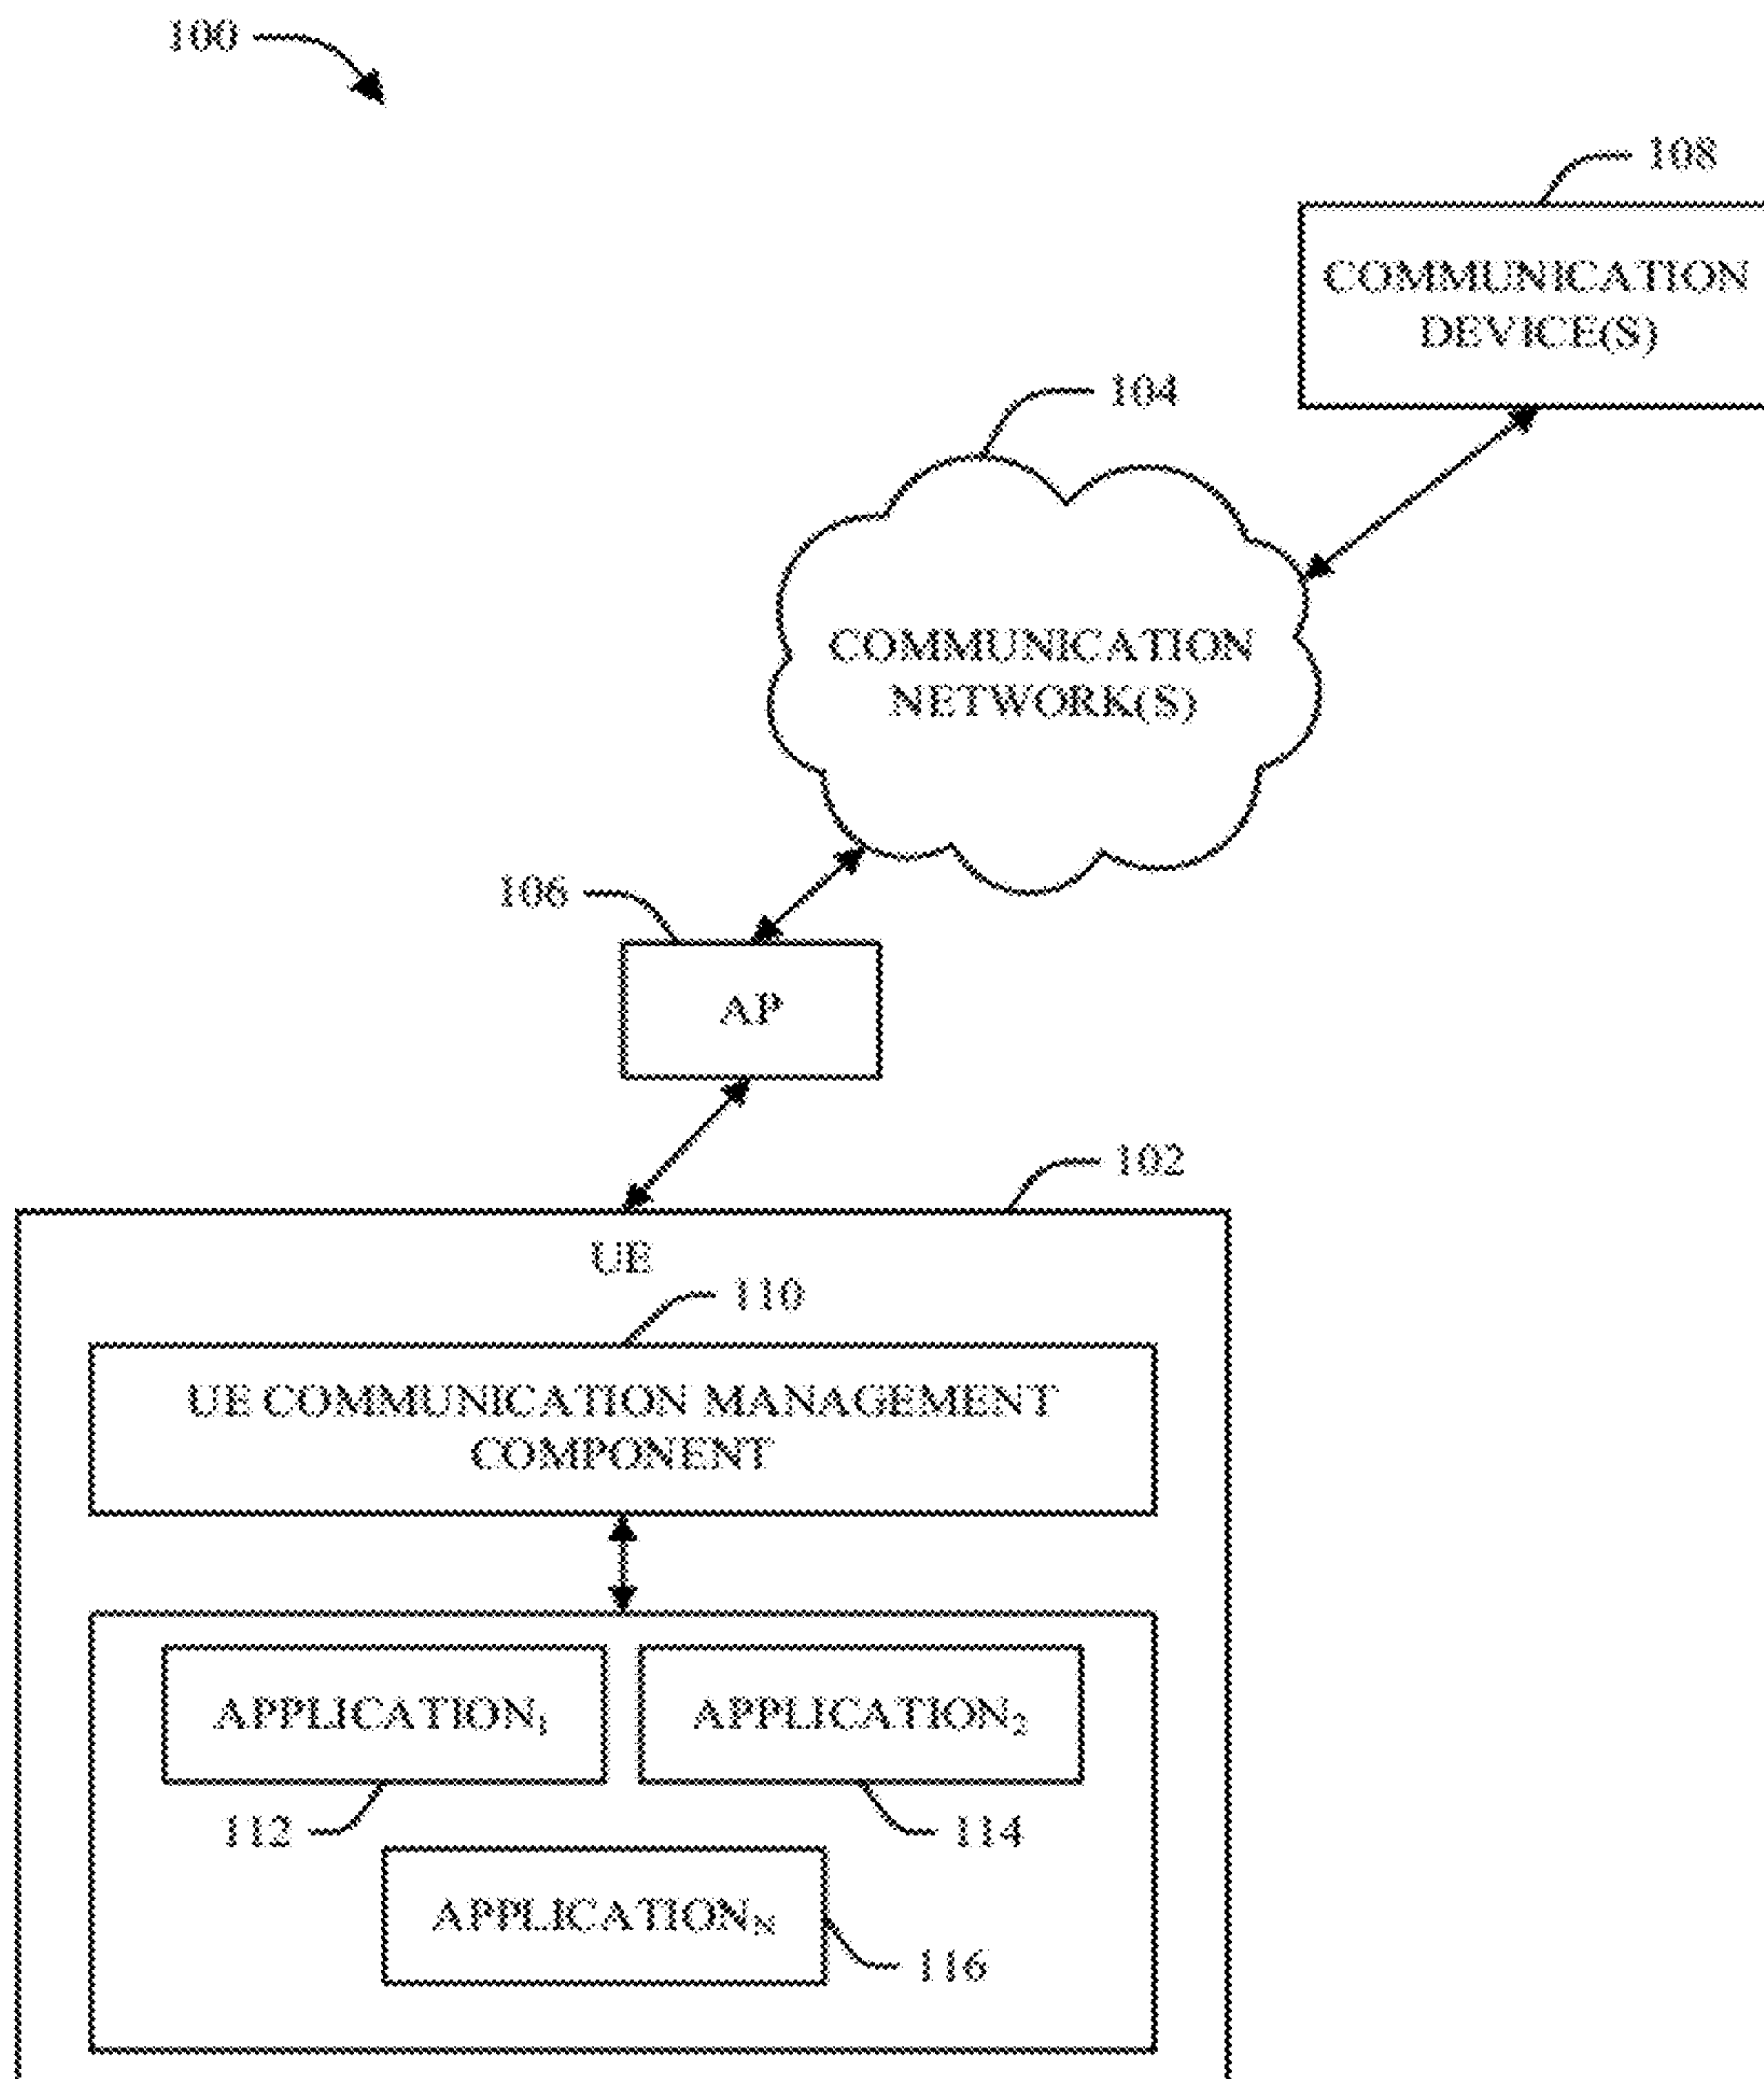 100
108
COMMUNICATION
DEVICE(S)
104
COMMUNICATION
NETWORK(S)
106
AP
102
UE
110
UE COMMUNICATION MANAGEMENT
COMPONENT
APPLICATION₁
APPLICATION₂
112
114
APPLICATIONN
116